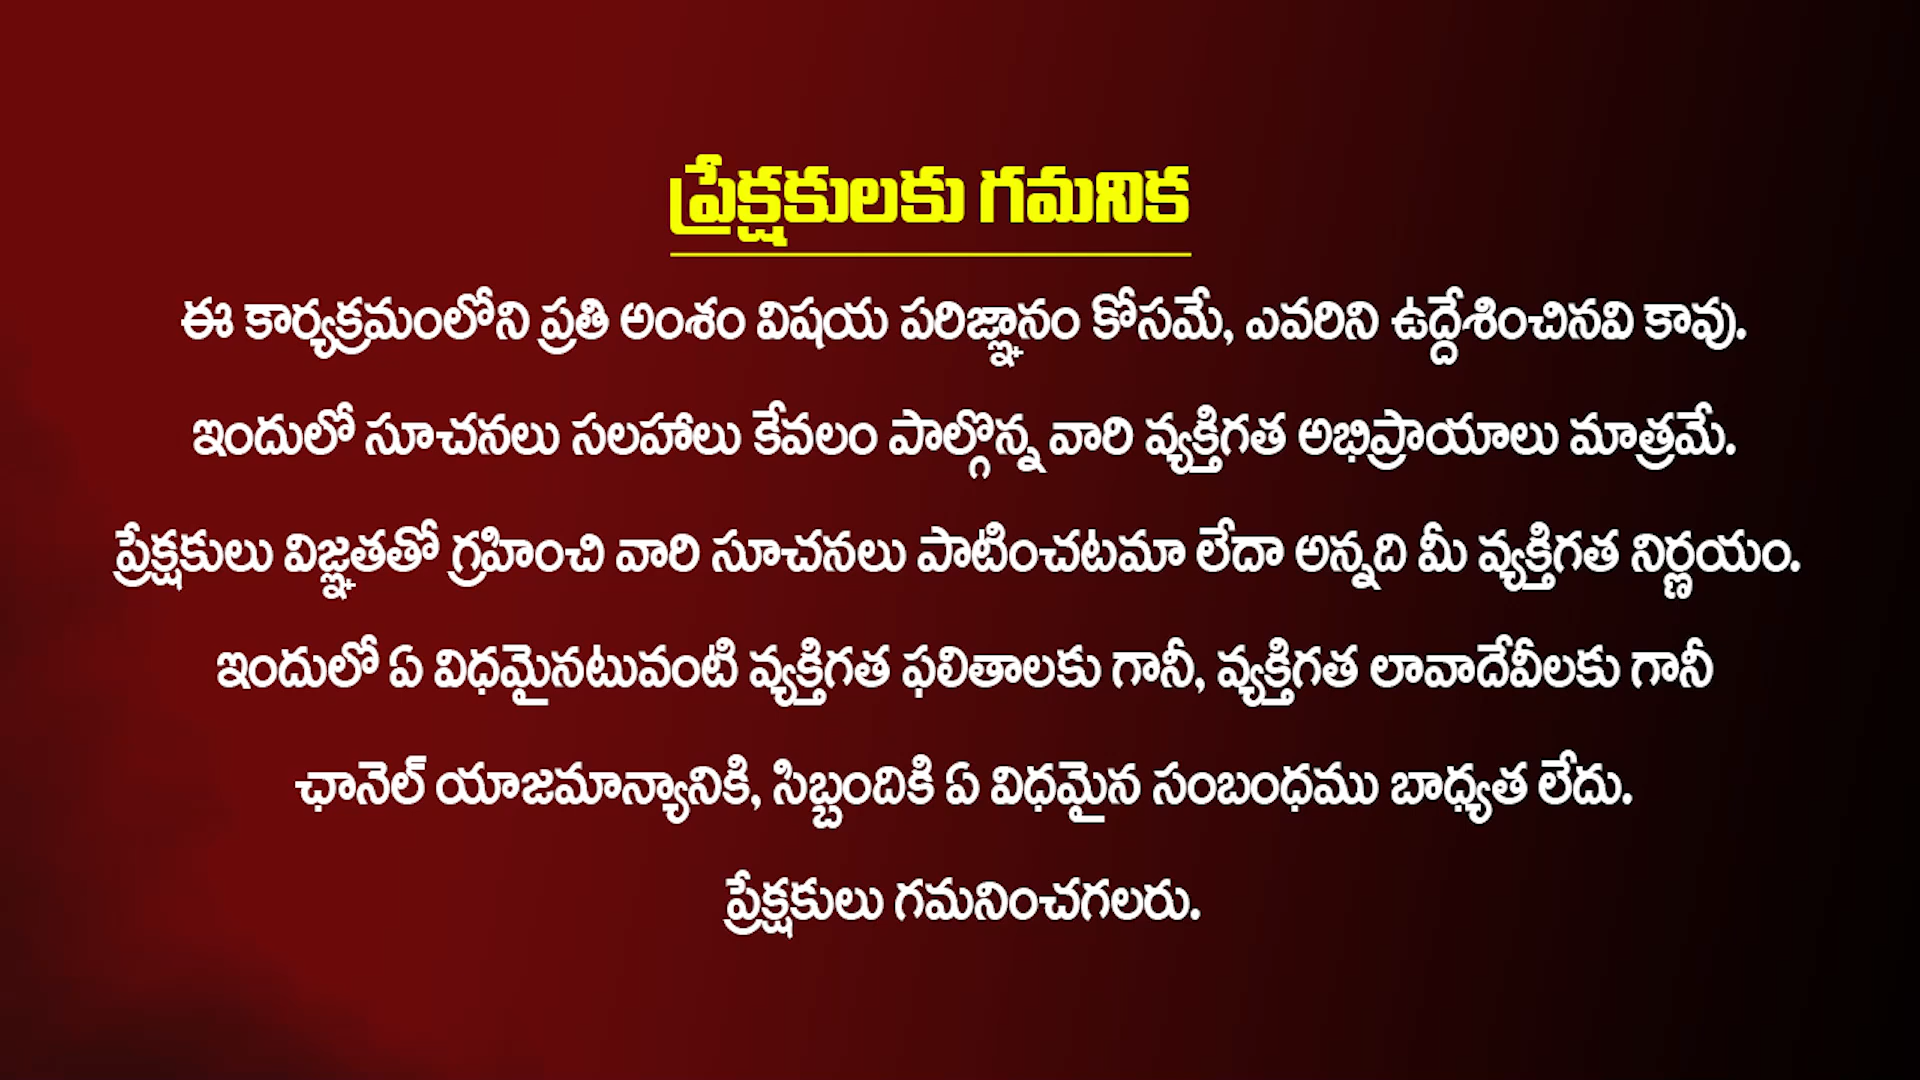 ప్రేక్షకులకు గమనిక
ఈ కార్యక్రమంలోని ప్రతి అంశం విషయ పరిజ్ఞానం కోసమే, ఎవరిని ఉద్దేశించినవి కావు.
ఇందులో సూచనలు సలహాలు కేవలం పాల్గొన్న వారి వ్యక్తిగత అభిప్రాయాలు మాత్రమే.
ప్రేక్షకులు విజ్ఞతతో గ్రహించి వారి సూచనలు పాటించటమా లేదా అన్నది మీ వ్యక్తిగత నిర్ణయం.
ఇందులో ఏ విధమైనటువంటి వ్యక్తిగత ఫలితాలకు గానీ, వ్యక్తిగత లావాదేవీలకు గానీ
ఛానెల్ యాజమాన్యానికి, సిబ్బందికి ఏ విధమైన సంబంధము బాధ్యత లేదు.
ప్రేక్షకులు గమనించగలరు.